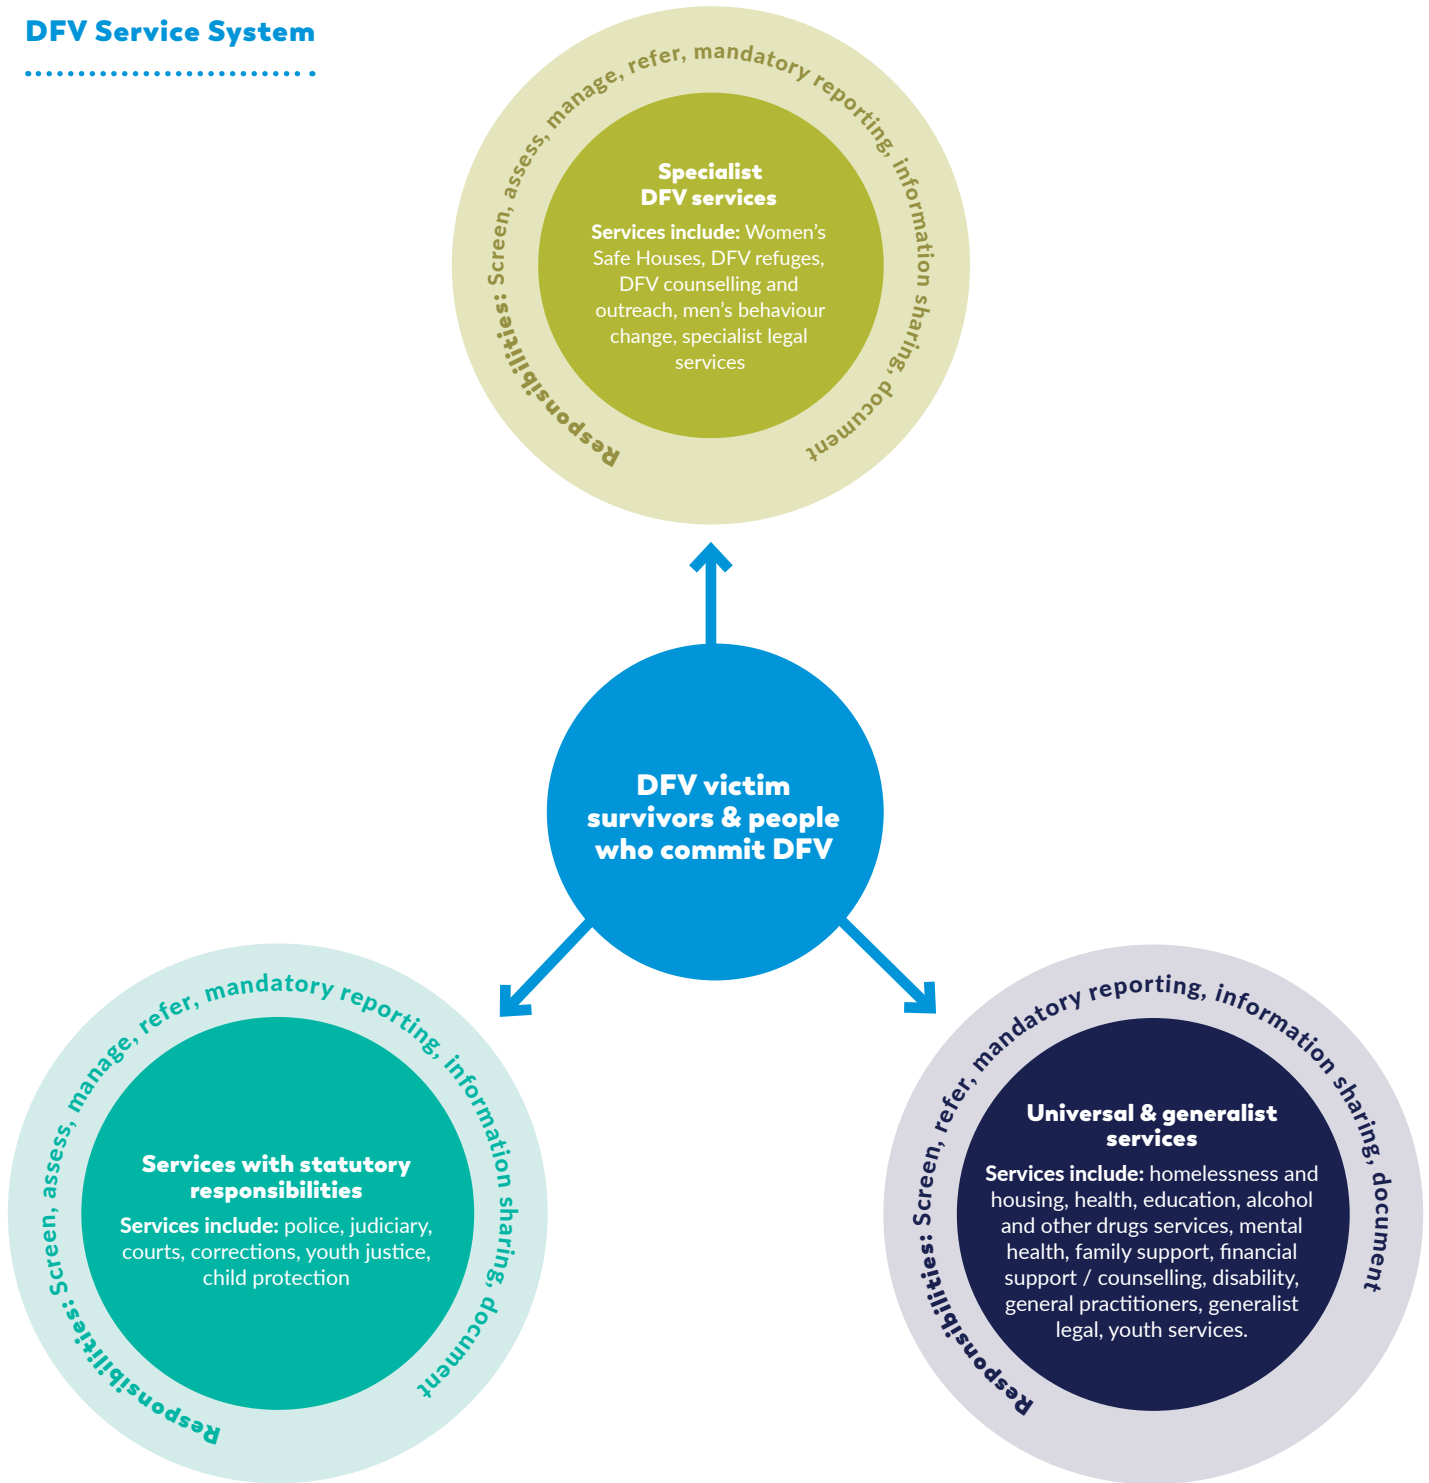 DFV Service System
Responsibilities: Screen, assess, manage, refer, mandatory reporting, information sharing, document
Specialist
DFV services
Services include: Women's
Safe Houses, DFV refuges,
DFV counselling and
outreach, men's behaviour
change, specialist legal
services
DFV victim
survivors & people
who commit DFV
Responsibilities: Screen, assess, manage, refer, mandatory reporting, information sharing, document
Services with statutory
responsibilities
Services include: police, judiciary,
courts, corrections, youth justice,
child protection
Responsibilities: Screen, refer, mandatory reporting, information sharing, document
Universal & generalist
services
Services include: homelessness and
housing, health, education, alcohol
and other drugs services, mental
health, family support, financial
support / counselling, disability,
general practitioners, generalist
legal, youth services.